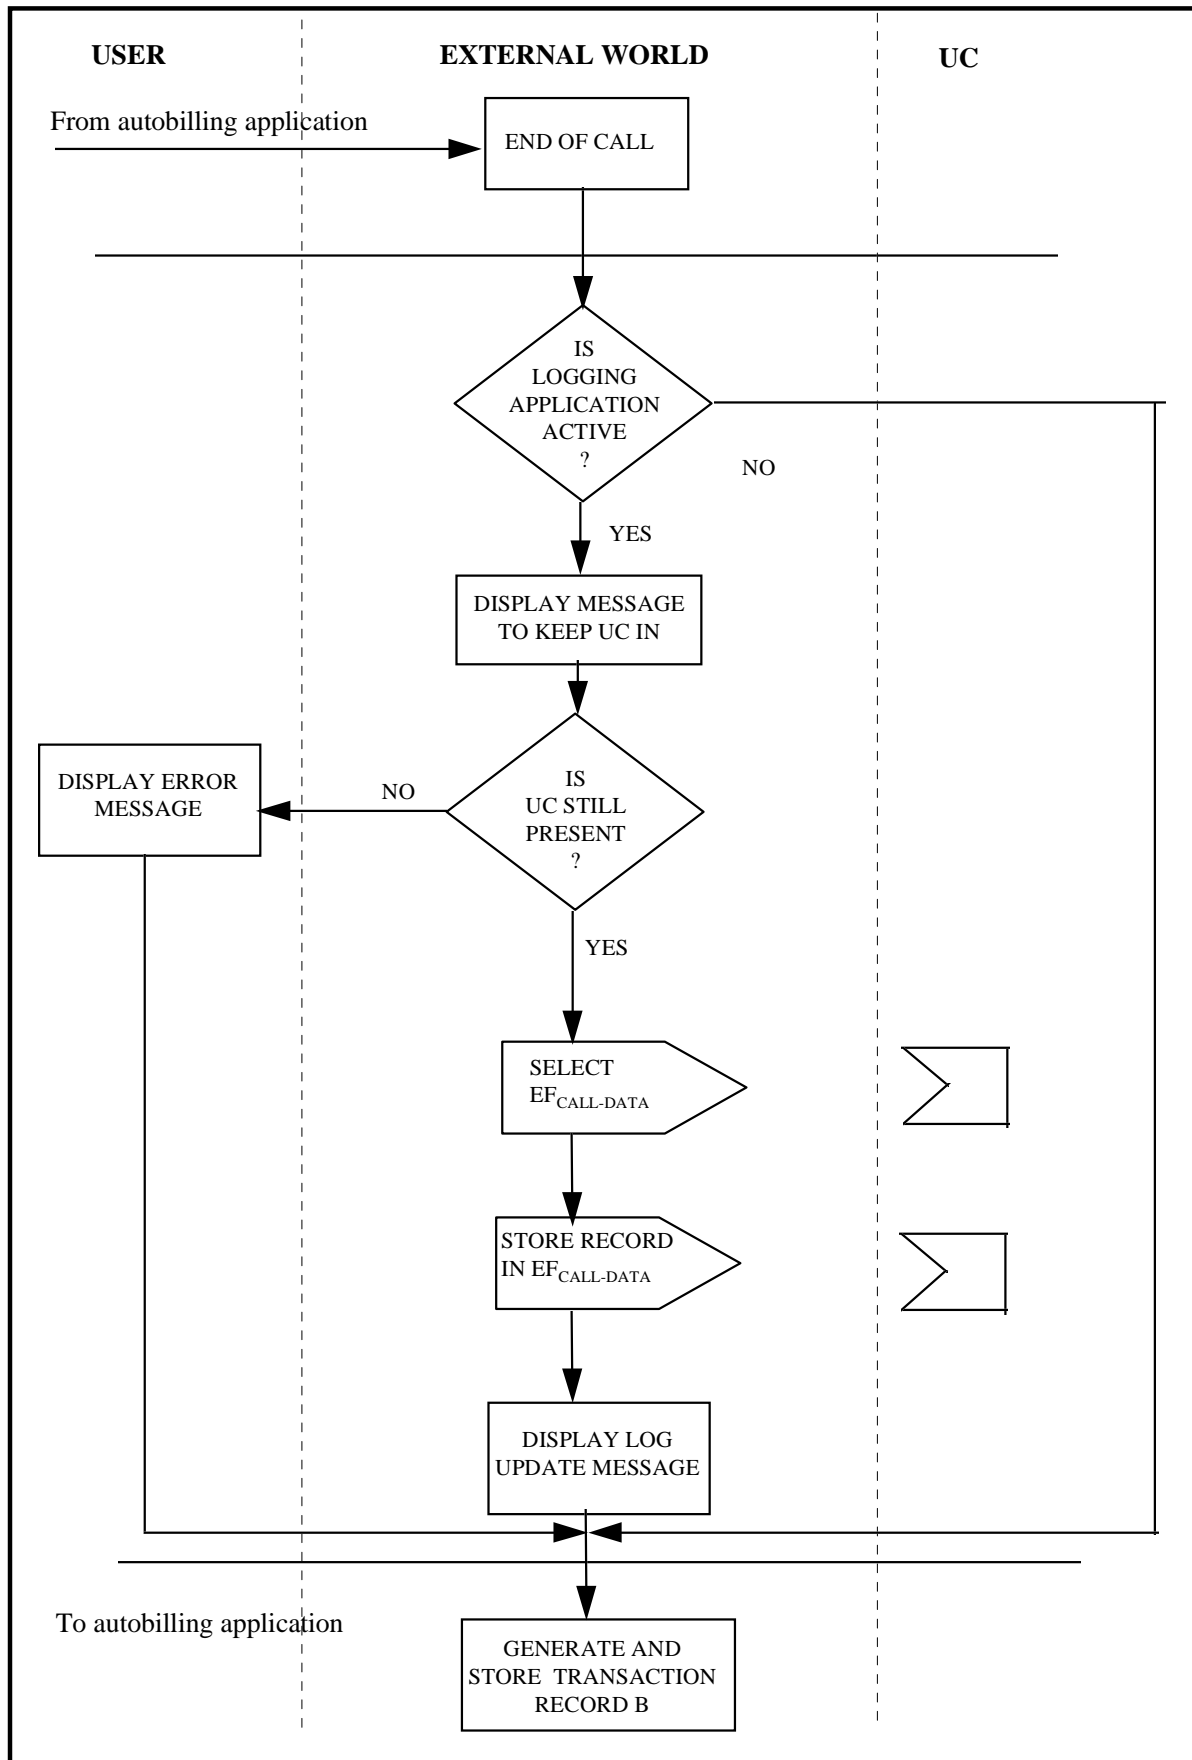 USER
EXTERNAL WORLD
UC
From autobilling application
END OF CALL
IS
LOGGING
APPLICATION
ACTIVE
?
NO
YES
DISPLAY MESSAGE
TO KEEP UC IN
DISPLAY ERROR
MESSAGE
NO
IS
UC STILL
PRESENT
?
YES
SELECT
EFCALL-DATA
STORE RECORD
IN EFCALL-DATA
DISPLAY LOG
UPDATE MESSAGE
To autobilling application
GENERATE AND
STORE TRANSACTION
RECORD B